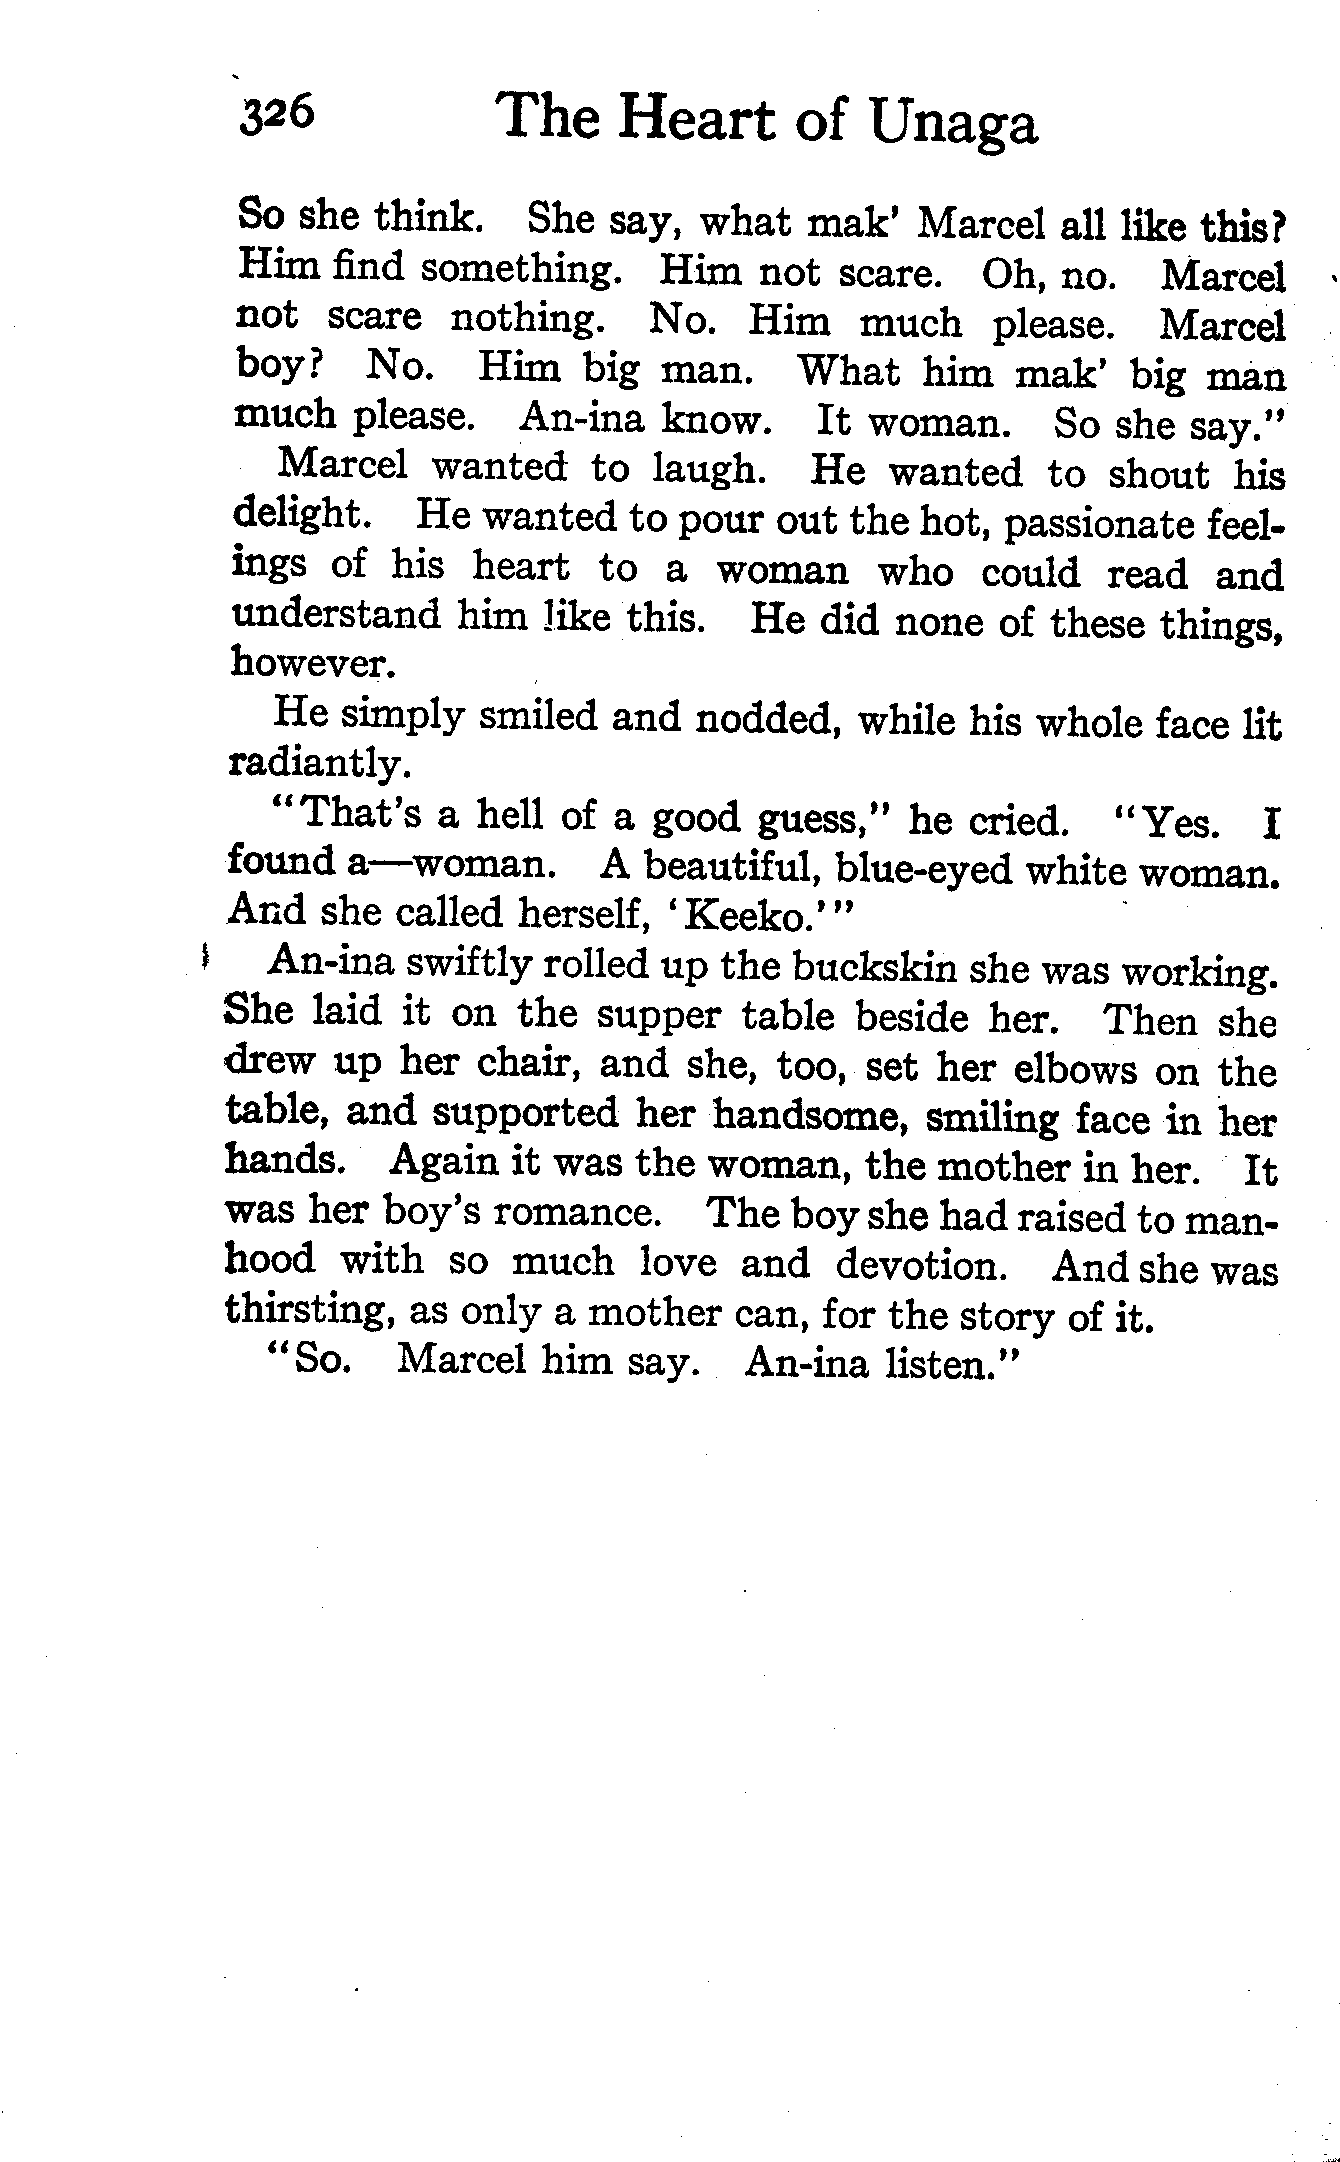 326 The Heart of Unaga
So she think. She say, what mak' Marcel all like this?
Him find something. Him not scare. Oh, no. Marcel
not scare nothing. No. Him much please. Marcel
boy? No. Him big man. What him mak' big man
much please. An-ina know. It woman. So she say."
Marcel wanted to laugh. He wanted to shout his
delight. He wanted to pour out the hot, passionate feel-
ings of his heart to a woman who could read and
understand him like this. He did none of these things,
however.
He simply smiled and nodded, while his whole face lit
radiantly.
"That's a hell of a good guess," he cried. "Yes. I
found a—woman. A beautiful, blue-eyed white woman.
And she called herself, 'Keeko.'"
An-ina swiftly rolled up the buckskin she was working.
She laid it on the supper table beside her. Then she
drew up her chair, and she, too, set her elbows on the
table, and supported her handsome, smiling face in her
hands. Again it was the woman, the mother in her. It
was her boy's romance. The boy she had raised to man-
hood with so much love and devotion. And she was
thirsting, as only a mother can, for the story of it.
"So. Marcel him say. An-ina listen."